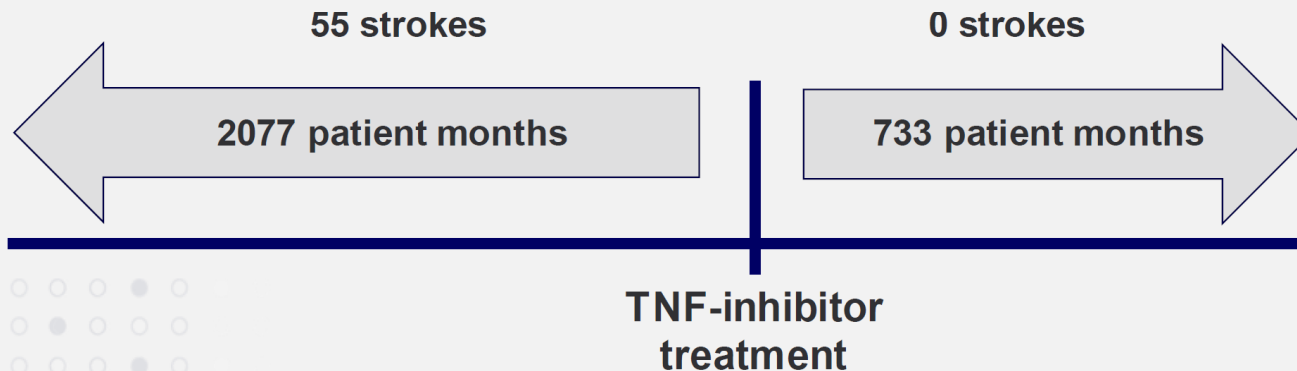 55 strokes
0 strokes
2077 patient months
733 patient months
TNF-inhibitor
treatment